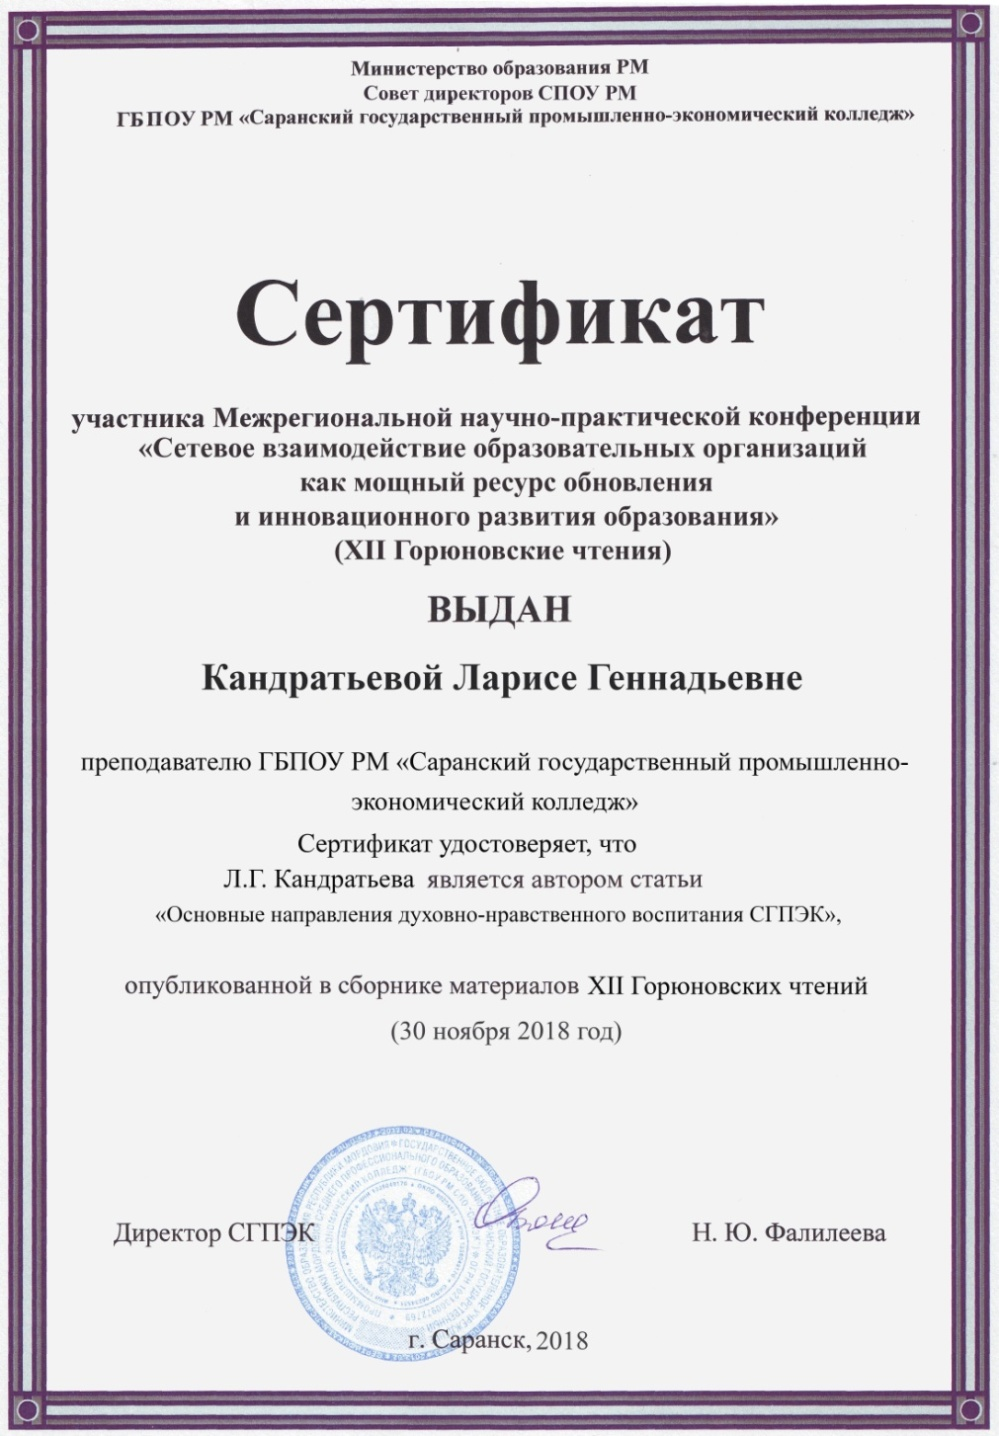 Министерство образования РМ
Совет директоров СПОУ РМ
ГБПОУ РМ «Саранский государственный промышленно-экономический колледж»
Сертификат
участника Межрегиональной научно-практической конференции
«Сетевое взаимодействие образовательных организаций
как мощный ресурс обновления
и инновационного развития образования»
(XII Горюновские чтения)
ВЫДАН
Кандратьевой Ларисе Геннадьевне
преподавателю ГБПОУ РМ «Саранский государственный промышленно-
экономический колледж»
Сертификат удостоверяет, что
Л.Г. Кандратьева является автором статьи
«Основные направления духовно-нравственного воспитания СГПЭК»,
опубликованной в сборнике материалов XII Горюновских чтений
(30 ноября 2018 год)
Директор СГПЭК
Н. Ю. Фалилеева
г. Саранск, 2018